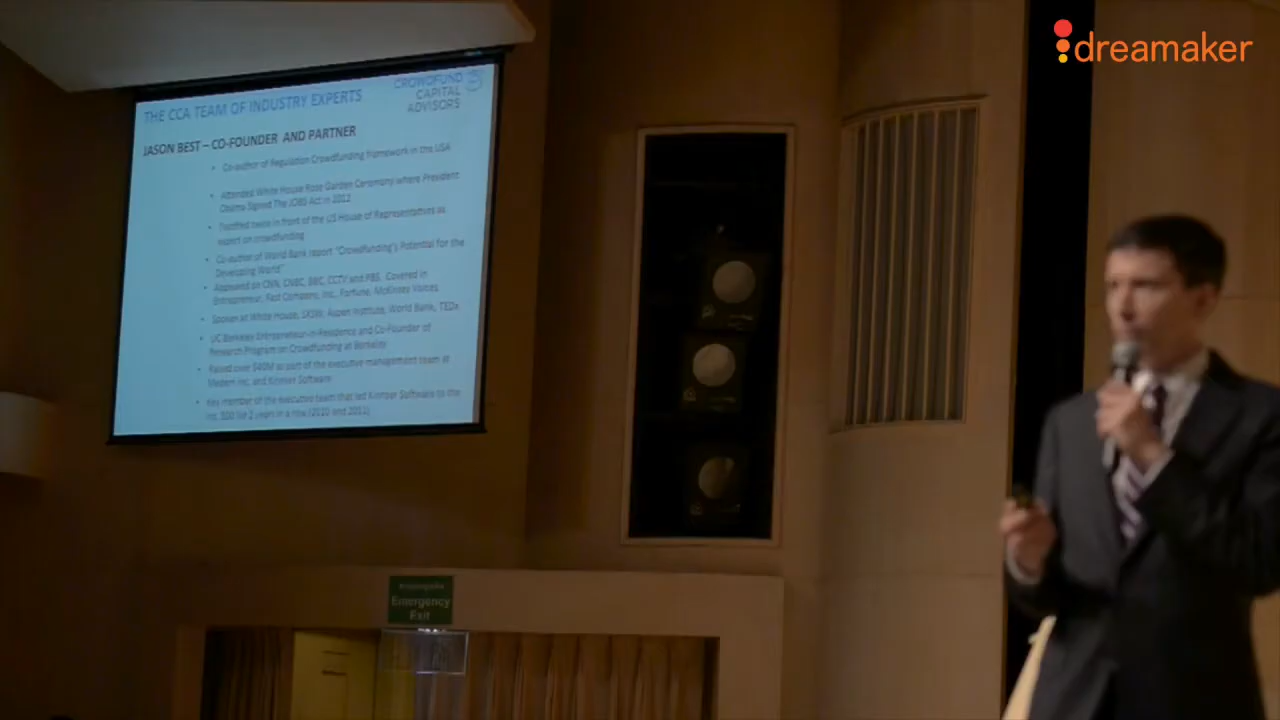 dreamaker
THE CCA TEAM OF INDUSTRY EXPERTS
CROWDFUND
CAPITAL
ADVISORS
JASON BEST – CO-FOUNDER AND PARTNER
• Co-author of Regulation Crowdfunding framework in the USA
• Attended White House Rose Garden Ceremony where President
Obama Signed The JOBS Act in 2012
• Testified twice in front of the US House of Representatives as
expert on crowdfunding
• Co-author of World Bank report "Crowdfunding's Potential for the
Developing World"
• Appeared on CNN, CNBC, BBC, CCTV and PBS. Covered in
Entrepreneur, Fast Company, Inc., Fortune, McKinsey Voices
• Spoken at White House, SXSW, Aspen Institute, World Bank, TEDx
• UC Berkeley Entrepreneur-in-Residence and Co-Founder of
Research Program on Crowdfunding at Berkeley
• Raised over $40M as part of the executive management team at
Medem Inc. and Kinnser Software
• Key member of the executive team that led Kinnser Software to the
Inc. 500 for 2 years in a row (2010 and 2011)
Emergency
Exit